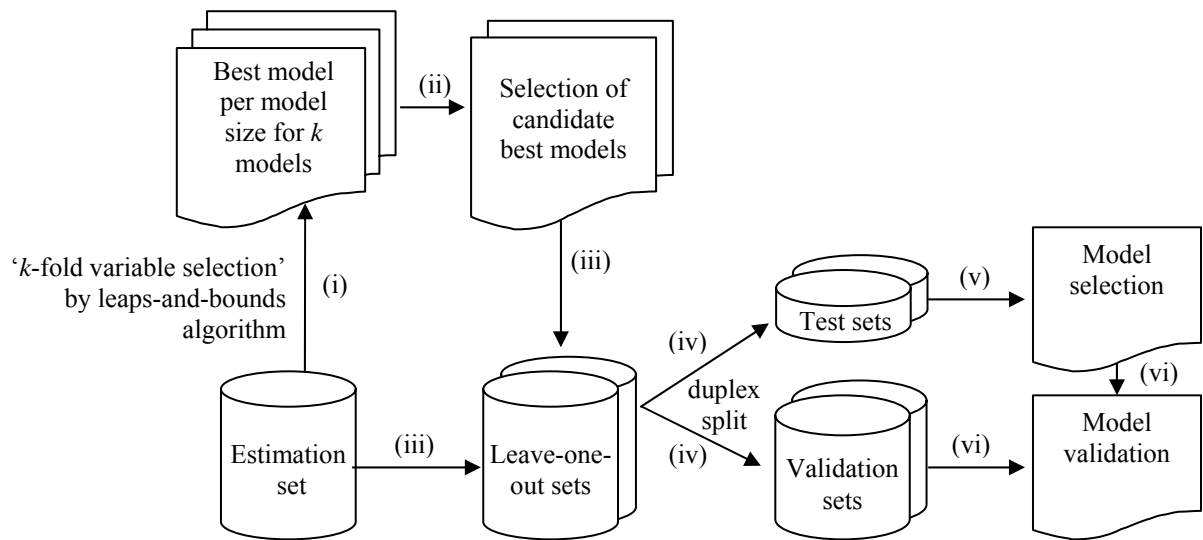 Best model
per model
size for k
models
(ii)
Selection of
candidate
best models
‘k-fold variable selection’
by leaps-and-bounds
algorithm
(i)
(iii)
Estimation
set
(iii)
Leave-one-
out sets
(iv)
duplex
split
(iv)
Test sets
(v)
Model
selection
(vi)
Validation
sets
(vi)
Model
validation